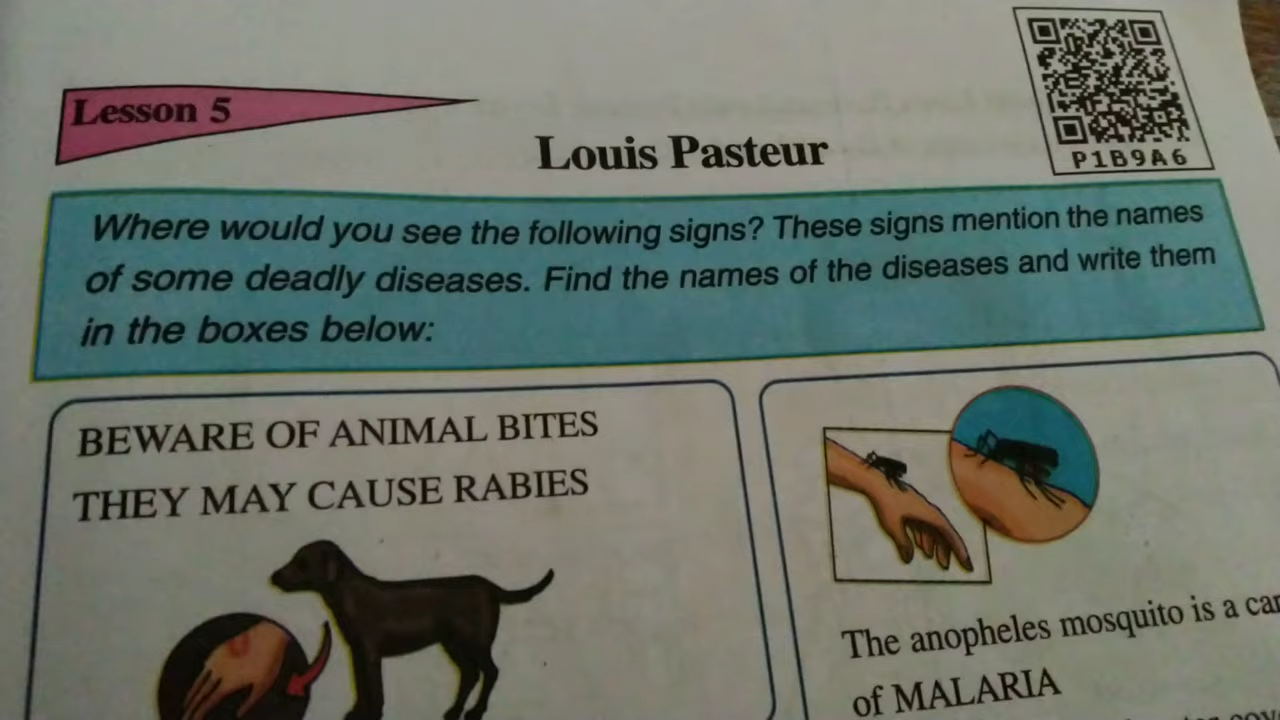 Lesson 5
P1B9A6
Louis Pasteur
Where would you see the following signs? These signs mention the names
of some deadly diseases. Find the names of the diseases and write them
in the boxes below:
BEWARE OF ANIMAL BITES
THEY MAY CAUSE RABIES
The anopheles mosquito is a
of MALARIA